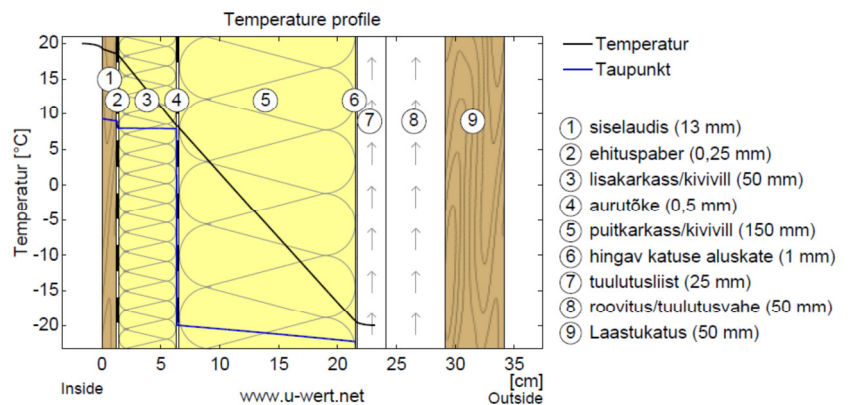 Temperature profile
Temperatur [°C]
20
15
10
5
0
-5
-10
-15
-20
1
2
3
4
5
6
7
8
9
0
5
10
15
20
25
30
35
[cm]
Inside
www.u-wert.net
Outside
Temperatur
Taupunkt
1 siselaudis (13 mm)
2 ehituspaber (0,25 mm)
3 lisakarkass/kivivill (50 mm)
4 aurutõke (0,5 mm)
5 puitkarkass/kivivill (150 mm)
6 hingav katuse aluskate (1 mm)
7 tuulutusliist (25 mm)
8 roovitus/tuulutusvahe (50 mm)
9 Laastukatus (50 mm)